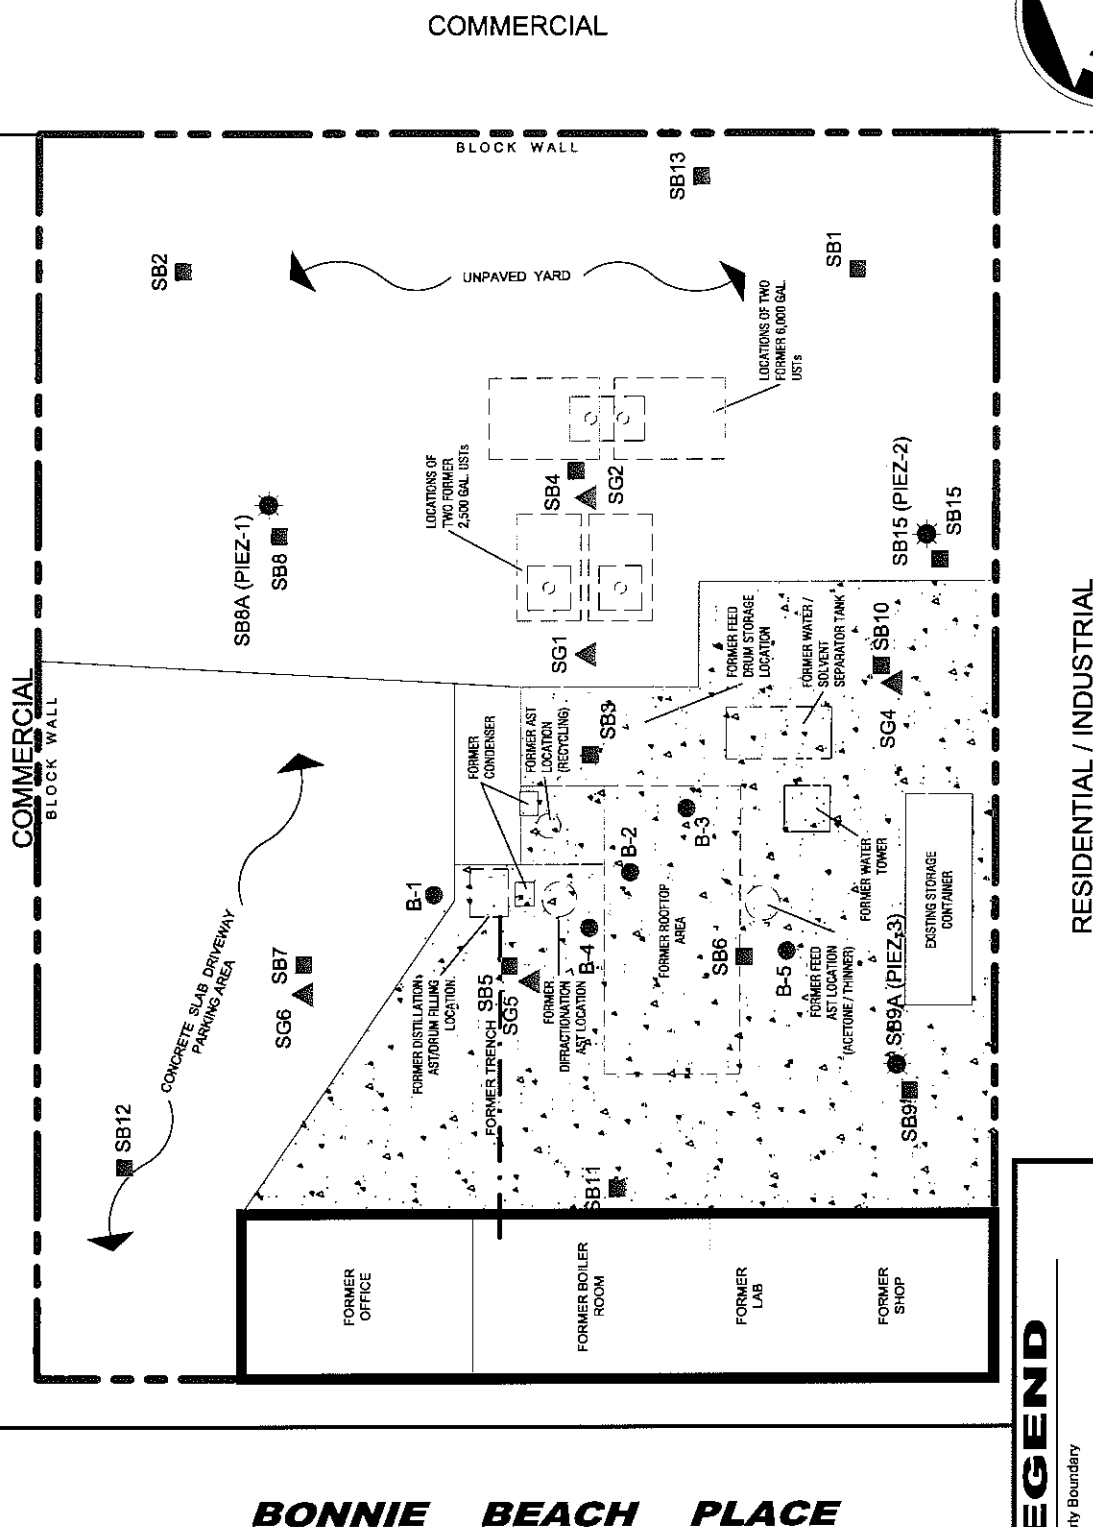 COMMERCIAL
BLOCK WALL
SB13
SB2
SB1
UNPAVED YARD
LOCATIONS OF TWO
FORMER 6,000 GAL.
USTs
LOCATIONS OF
TWO FORMER
2,500 GAL. USTs
SB4
SG2
SB8A (PIEZ-1)
SB8
SB15 (PIEZ-2)
SB15
COMMERCIAL
BLOCK WALL
SG1
FORMER FEED
DRUM STORAGE
LOCATION
FORMER WATER /
SOLVENT
SEPARATOR TANK
SB10
SG4
RESIDENTIAL / INDUSTRIAL
FORMER
CONDENSER
FORMER AST
LOCATION
(RECYCLING)
SB3
B-1
B-2
B-3
FORMER WATER
TOWER
EXISTING STORAGE
CONTAINER
CONCRETE SLAB DRIVEWAY
PARKING AREA
SB7
SG6
FORMER DISTILLATION
AST/DRUM FILLING
LOCATION
SB5
SG5
FORMER
DIFRACTIONATION
AST LOCATION
B-4
FORMER ROOFTOP
AREA
SB6
B-5
FORMER FEED
AST LOCATION
(ACETONE / THINNER)
SB9A (PIEZ-3)
SB9
SB12
FORMER TRENCH
SB11
FORMER
OFFICE
FORMER BOILER
ROOM
FORMER
LAB
FORMER
SHOP
EGEND
rty Boundary
BONNIE BEACH PLACE